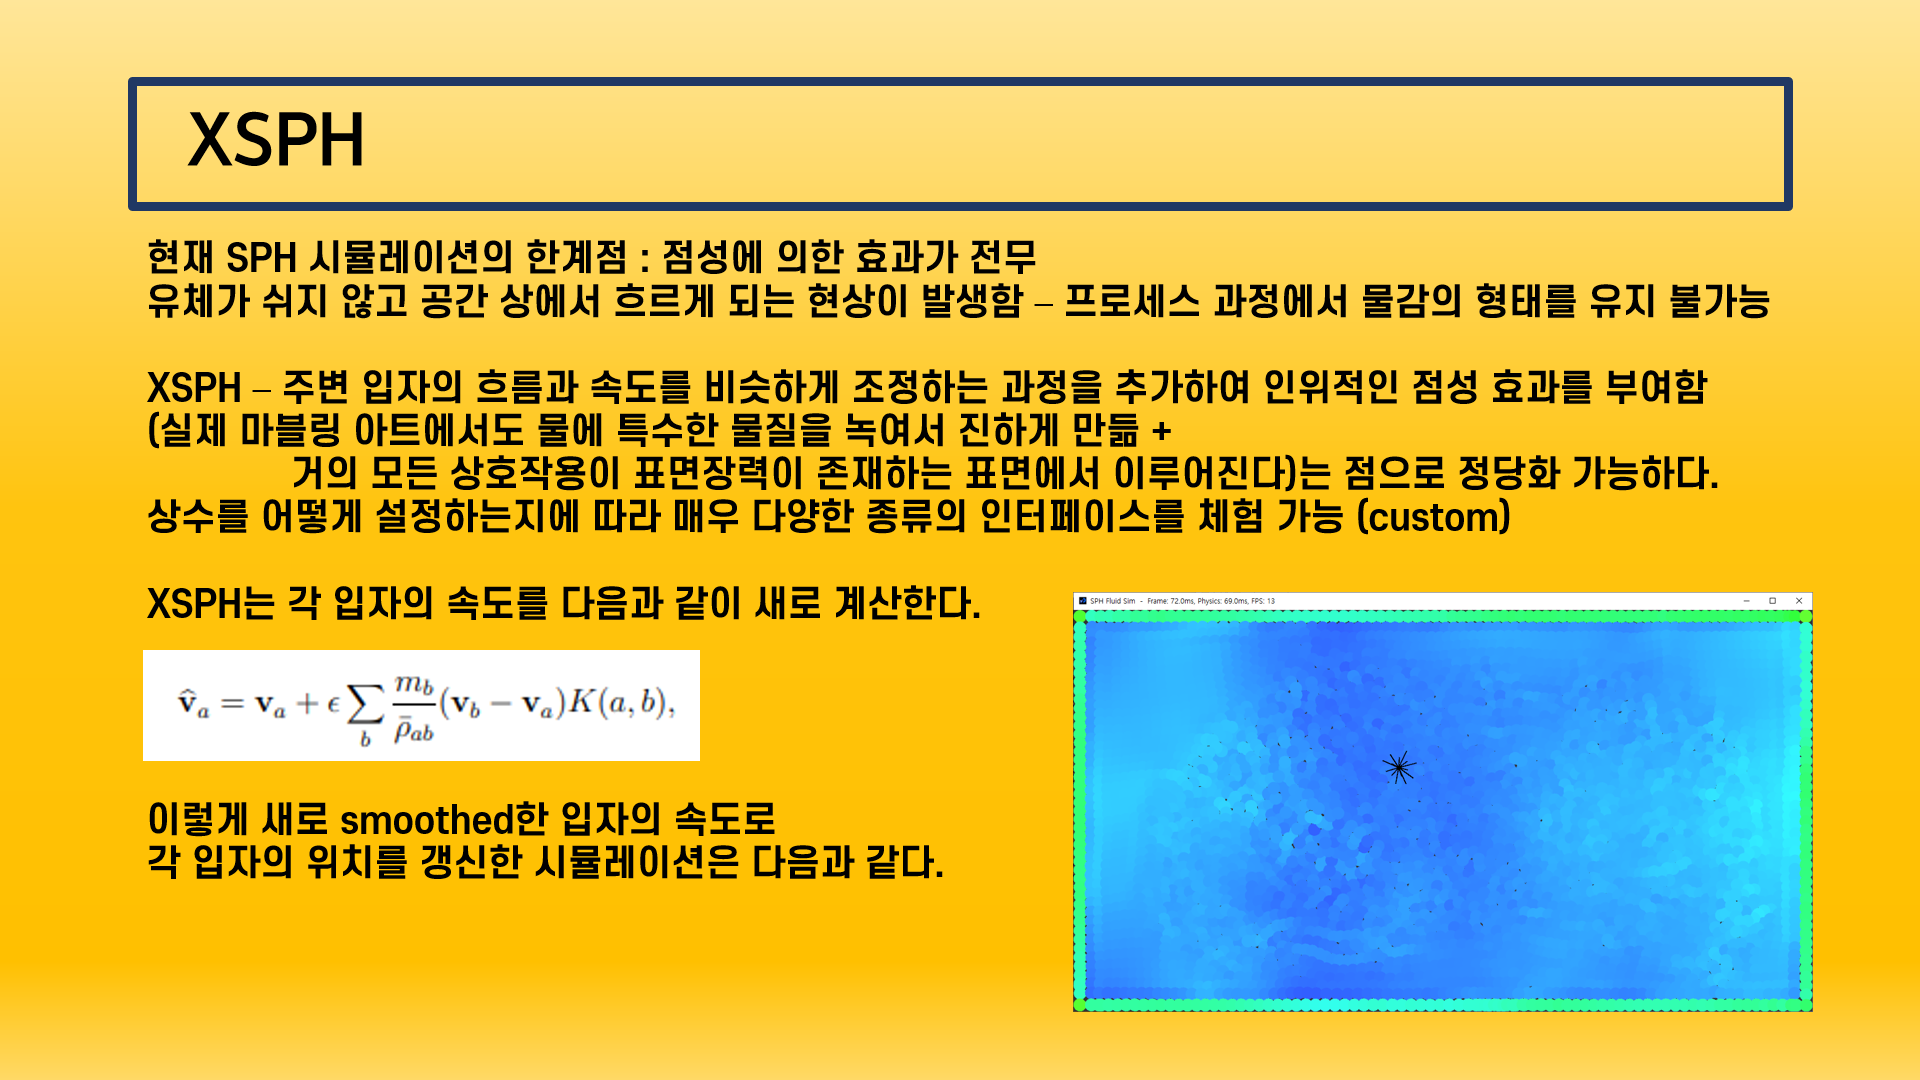 XSPH
현재 SPH 시뮬레이션의 한계점 : 점성에 의한 효과가 전무
유체가 쉬지 않고 공간 상에서 흐르게 되는 현상이 발생함 – 프로세스 과정에서 물감의 형태를 유지 불가능
XSPH – 주변 입자의 흐름과 속도를 비슷하게 조정하는 과정을 추가하여 인위적인 점성 효과를 부여함
(실제 마블링 아트에서도 물에 특수한 물질을 녹여서 진하게 만듦 +
거의 모든 상호작용이 표면장력이 존재하는 표면에서 이루어진다)는 점으로 정당화 가능하다.
상수를 어떻게 설정하는지에 따라 매우 다양한 종류의 인터페이스를 체험 가능 (custom)
XSPH는 각 입자의 속도를 다음과 같이 새로 계산한다.
v̂_a = v_a + ϵ ∑_b m_b/ρ̄_ab (v_b − v_a)K(a, b),
이렇게 새로 smoothed한 입자의 속도로
각 입자의 위치를 갱신한 시뮬레이션은 다음과 같다.
SPH Fluid Sim - Frame: 72.0ms, Physics: 69.0ms, FPS: 13